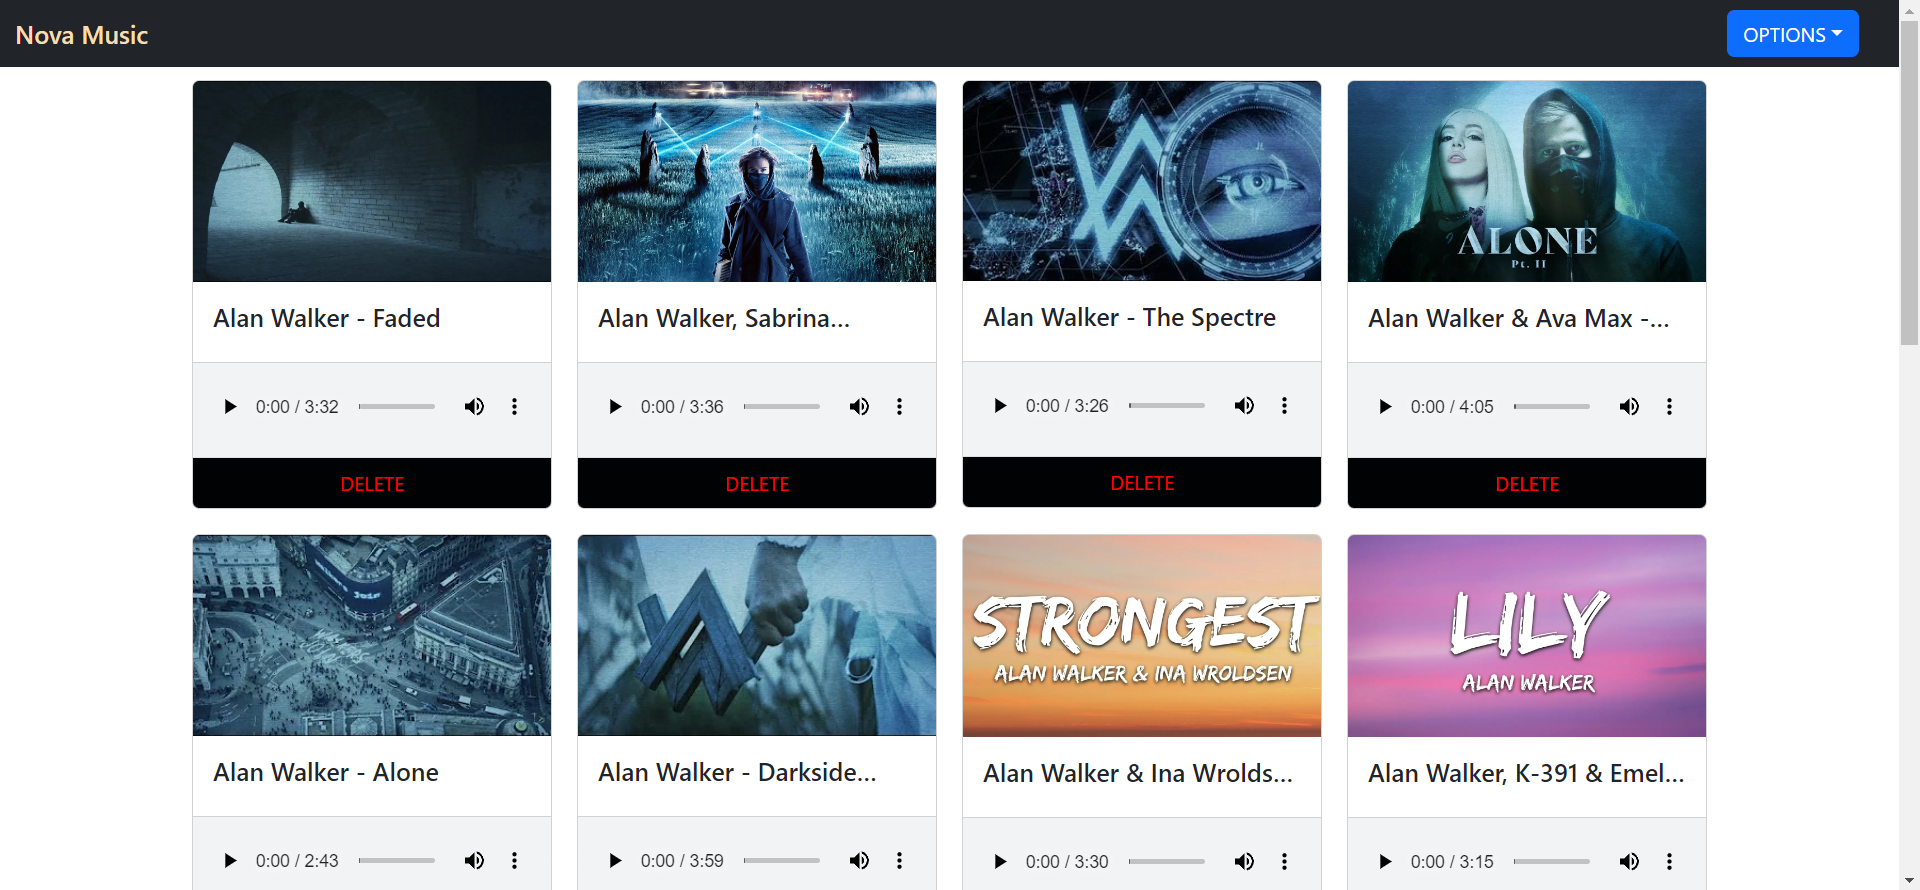 Nova Music
OPTIONS
ALONE
Pt. II
Alan Walker - Faded
Alan Walker, Sabrina...
Alan Walker - The Spectre
Alan Walker & Ava Max -...
0:00 / 3:32
0:00 / 3:36
0:00 / 3:26
0:00 / 4:05
DELETE
DELETE
DELETE
DELETE
Join
STRONGEST
ALAN WALKER & INA WROLDSEN
LILY
ALAN WALKER
Alan Walker - Alone
Alan Walker - Darkside...
Alan Walker & Ina Wrolds...
Alan Walker, K-391 & Emel...
0:00 / 2:43
0:00 / 3:59
0:00 / 3:30
0:00 / 3:15